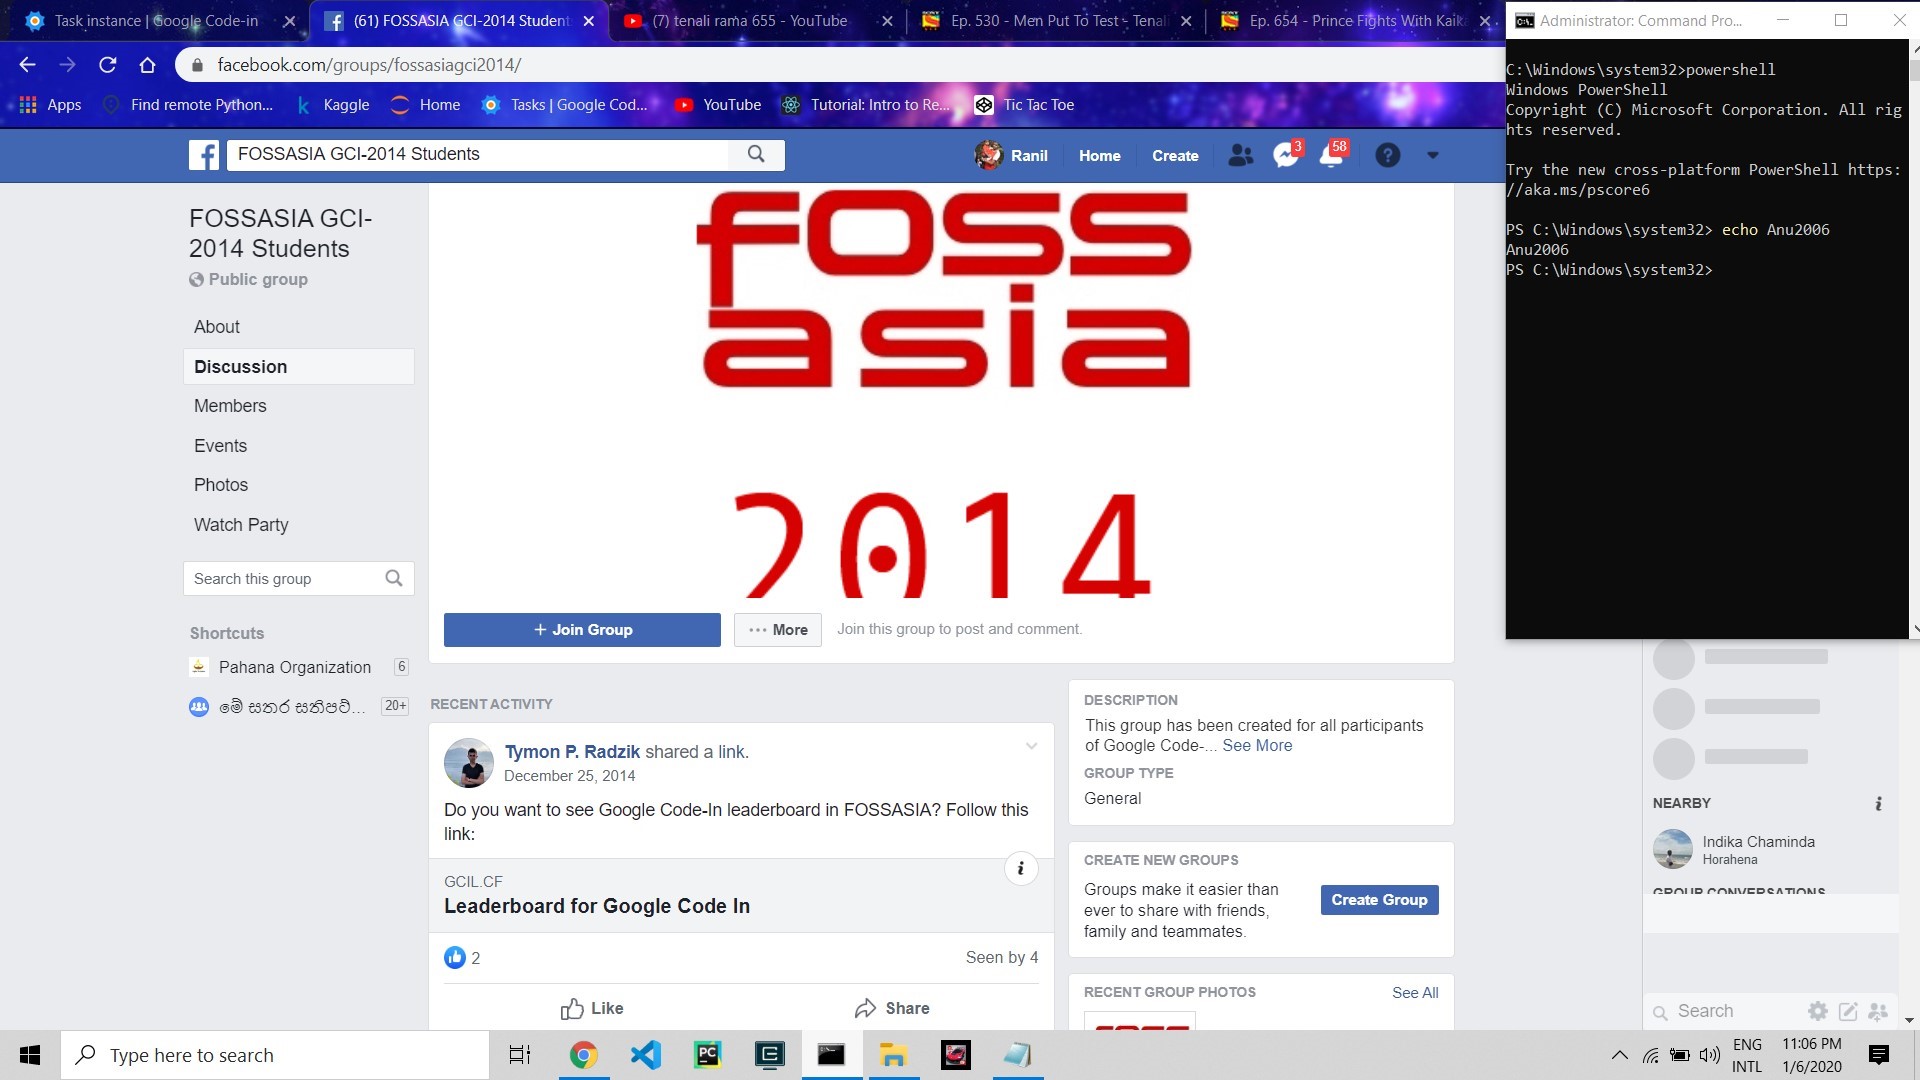 Task instance | Google Code-in
(61) FOSSASIA GCI-2014 Student
(7) tenali rama 655 - YouTube
Ep. 530 - Men Put To Test - Tenali
Ep. 654 - Prince Fights With Kaik
Administrator: Command Pro...
facebook.com/groups/fossasiagci2014/
Apps
Find remote Python...
Kaggle
Home
Tasks | Google Cod...
YouTube
Tutorial: Intro to Re...
Tic Tac Toe
C:\Windows\system32>powershell
Windows PowerShell
Copyright (C) Microsoft Corporation. All rig
hts reserved.
Try the new cross-platform PowerShell https:
//aka.ms/pscore6
PS C:\Windows\system32> echo Anu2006
Anu2006
PS C:\Windows\system32>
FOSSASIA GCI-2014 Students
Ranil
Home
Create
3
58
FOSSASIA GCI-
2014 Students
Public group
About
Discussion
Members
Events
Photos
Watch Party
Search this group
Shortcuts
Pahana Organization 6
මේ සතර සතිපට්... 20+
foss
asia
2014
+ Join Group
More
Join this group to post and comment.
RECENT ACTIVITY
Tymon P. Radzik shared a link.
December 25, 2014
Do you want to see Google Code-In leaderboard in FOSSASIA? Follow this
link:
GCIL.CF
Leaderboard for Google Code In
2
Seen by 4
Like
Share
DESCRIPTION
This group has been created for all participants
of Google Code-... See More
GROUP TYPE
General
CREATE NEW GROUPS
Groups make it easier than
ever to share with friends,
family and teammates.
Create Group
RECENT GROUP PHOTOS
See All
foss
NEARBY
Indika Chaminda
Horahena
GROUP CONVERSATIONS
Search
Type here to search
ENG
INTL
11:06 PM
1/6/2020